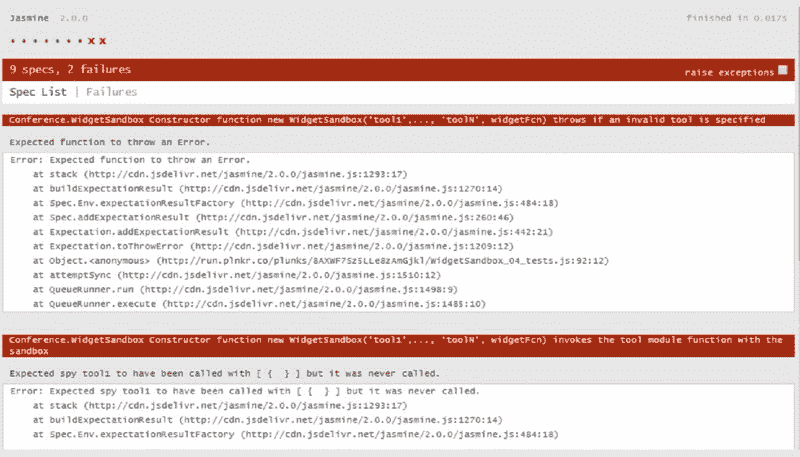 Jasmine 2.0.0 finished in 0.017s
• • • • • • • x x
9 specs, 2 failures raise exceptions
Spec List | Failures
Conference.WidgetSandbox Constructor function new WidgetSandbox('tool1',..., 'toolN', widgetFcn) throws if an invalid tool is specified
Expected function to throw an Error.
Error: Expected function to throw an Error.
at stack (http://cdn.jsdelivr.net/jasmine/2.0.0/jasmine.js:1293:17)
at buildExpectationResult (http://cdn.jsdelivr.net/jasmine/2.0.0/jasmine.js:1270:14)
at Spec.Env.expectationResultFactory (http://cdn.jsdelivr.net/jasmine/2.0.0/jasmine.js:484:18)
at Spec.addExpectationResult (http://cdn.jsdelivr.net/jasmine/2.0.0/jasmine.js:260:46)
at Expectation.addExpectationResult (http://cdn.jsdelivr.net/jasmine/2.0.0/jasmine.js:442:21)
at Expectation.toThrowError (http://cdn.jsdelivr.net/jasmine/2.0.0/jasmine.js:1209:12)
at Object.<anonymous>
at attemptSync (http://cdn.jsdelivr.net/jasmine/2.0.0/jasmine.js:1510:12)
at QueueRunner.run (http://cdn.jsdelivr.net/jasmine/2.0.0/jasmine.js:1498:9)
at QueueRunner.execute (http://cdn.jsdelivr.net/jasmine/2.0.0/jasmine.js:1485:10)
Conference.WidgetSandbox Constructor function new WidgetSandbox('tool1',..., 'toolN', widgetFcn) invokes the tool module function with the
sandbox
Expected spy tool1 to have been called with [ { } ] but it was never called.
Error: Expected spy tool1 to have been called with [ { } ] but it was never called.
at stack (http://cdn.jsdelivr.net/jasmine/2.0.0/jasmine.js:1293:17)
at buildExpectationResult (http://cdn.jsdelivr.net/jasmine/2.0.0/jasmine.js:1270:14)
at Spec.Env.expectationResultFactory (http://cdn.jsdelivr.net/jasmine/2.0.0/jasmine.js:484:18)